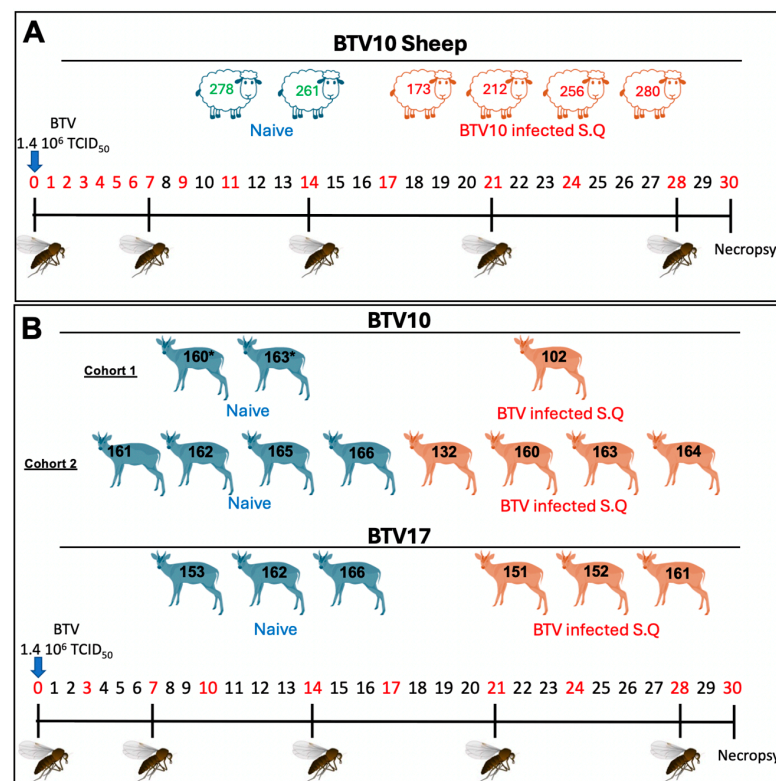 A
BTV10 Sheep
278 261 173 212 256 280
Naive BTV10 infected S.Q
BTV
1.4 10⁶ TCID₅₀
0 1 2 3 4 5 6 7 8 9 10 11 12 13 14 15 16 17 18 19 20 21 22 23 24 25 26 27 28 29 30
Necropsy
B
BTV10
160* 163* 102
Cohort 1
Naive BTV infected S.Q
161 162 165 166 132 160 163 164
Cohort 2
Naive BTV infected S.Q
BTV17
153 162 166 151 152 161
Naive BTV infected S.Q
BTV
1.4 10⁶ TCID₅₀
0 1 2 3 4 5 6 7 8 9 10 11 12 13 14 15 16 17 18 19 20 21 22 23 24 25 26 27 28 29 30
Necropsy